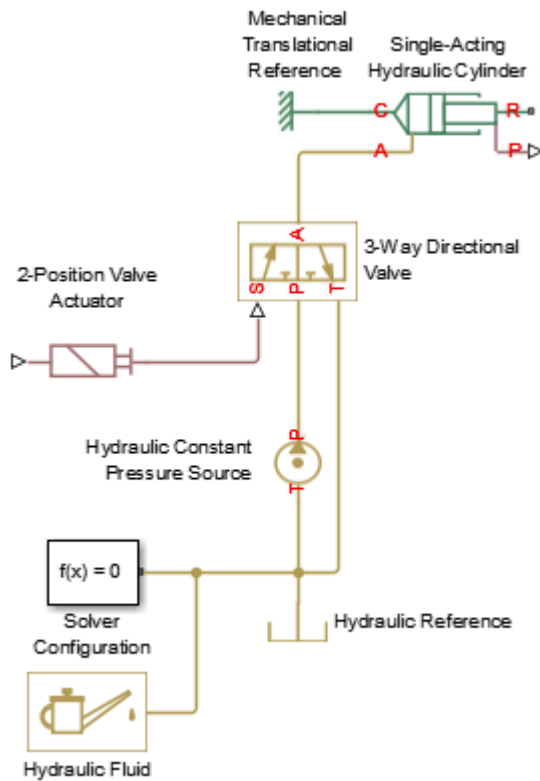 Mechanical
Translational
Reference
Single-Acting
Hydraulic Cylinder
C
R
A
P
A
3-Way Directional
Valve
S
P
T
2-Position Valve
Actuator
P
Hydraulic Constant
Pressure Source
T
f(x) = 0
Solver
Configuration
Hydraulic Reference
Hydraulic Fluid